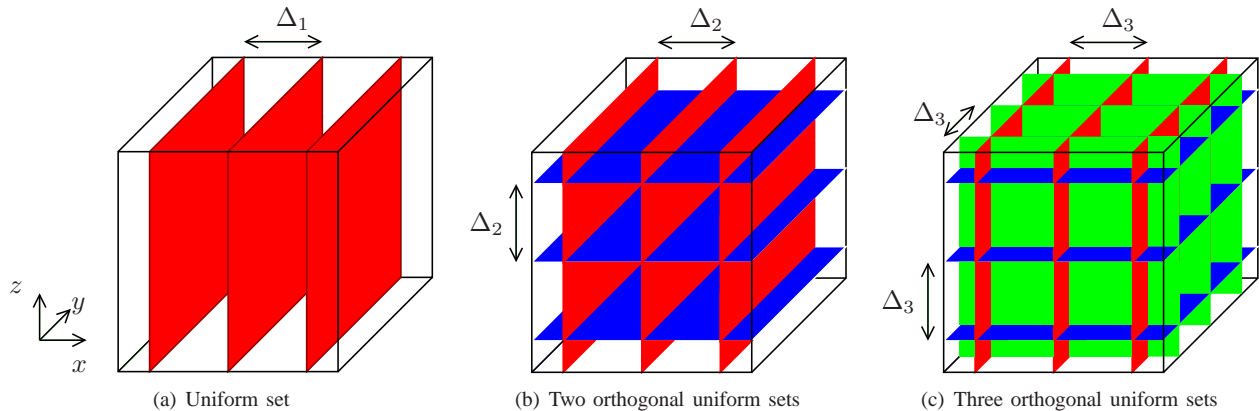 Δ₁
Δ₂
Δ₃
Δ₂
Δ₃
Δ₃
z
y
x
(a) Uniform set
(b) Two orthogonal uniform sets
(c) Three orthogonal uniform sets